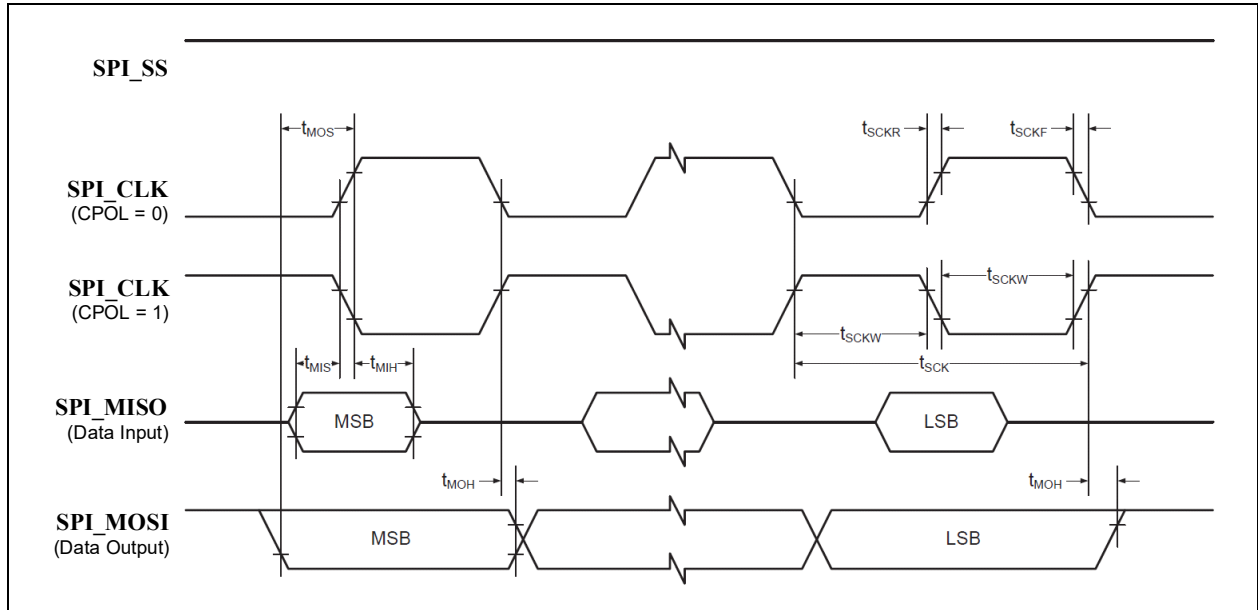 SPI_SS
tMOS
tSCKR
tSCKF
SPI_CLK
(CPOL = 0)
SPI_CLK
(CPOL = 1)
tSCKW
tSCKW
tSCK
tMIS
tMIH
SPI_MISO
(Data Input)
MSB
LSB
tMOH
tMOH
SPI_MOSI
(Data Output)
MSB
LSB